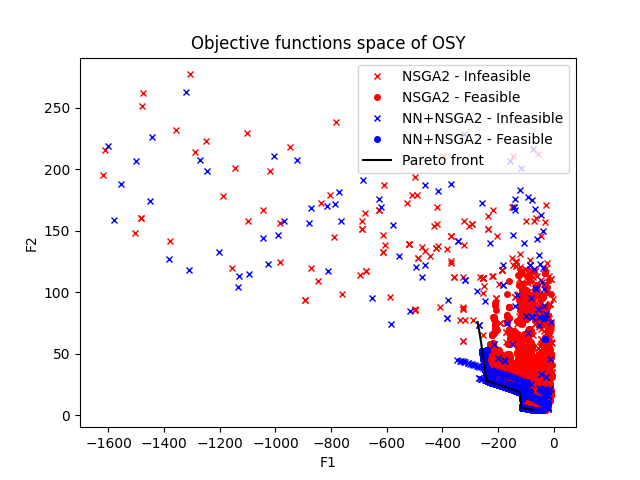 Objective functions space of OSY
NSGA2 - Infeasible
NSGA2 - Feasible
NN+NSGA2 - Infeasible
NN+NSGA2 - Feasible
Pareto front
F2
250
200
150
100
50
0
−1600 −1400 −1200 −1000 −800 −600 −400 −200 0
F1